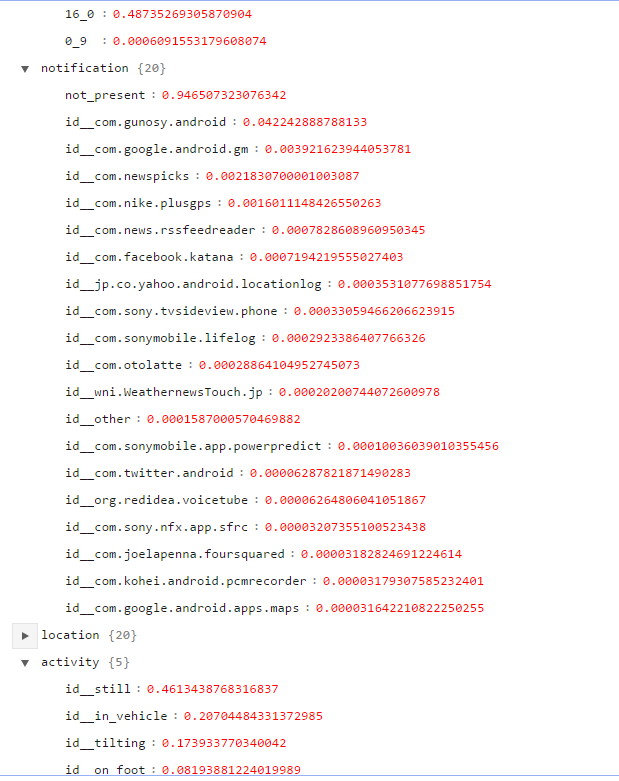 16_0 : 0.48735269305870904
0_9 : 0.0006091553179608074
notification {20}
not_present : 0.946507323076342
id__com.gunosy.android : 0.042242888788133
id__com.google.android.gm : 0.003921623944053781
id__com.newspicks : 0.0021830700001003087
id__com.nike.plusgps : 0.0016011148426550263
id__com.news.rssfeedreader : 0.0007828608960950345
id__com.facebook.katana : 0.0007194219555027403
id__jp.co.yahoo.android.locationlog : 0.0003531077698851754
id__com.sony.tvsideview.phone : 0.00033059466206623915
id__com.sonymobile.lifelog : 0.0002923386407766326
id__com.otolatte : 0.00028864104952745073
id__wni.WeathernewsTouch.jp : 0.00020200744072600978
id__other : 0.0001587000570469882
id__com.sonymobile.app.powerpredict : 0.00010036039010355456
id__com.twitter.android : 0.00006287821871490283
id__org.redidea.voicetube : 0.00006264806041051867
id__com.sony.nfx.app.sfrc : 0.00003207355100523438
id__com.joelapenna.foursquared : 0.00003182824691224614
id__com.kohei.android.pcmrecorder : 0.00003179307585232401
id__com.google.android.apps.maps : 0.000031642210822250255
location {20}
activity {5}
id__still : 0.4613438768316837
id__in_vehicle : 0.20704484331372985
id__tilting : 0.173933770340042
id__on_foot : 0.08193881224019989